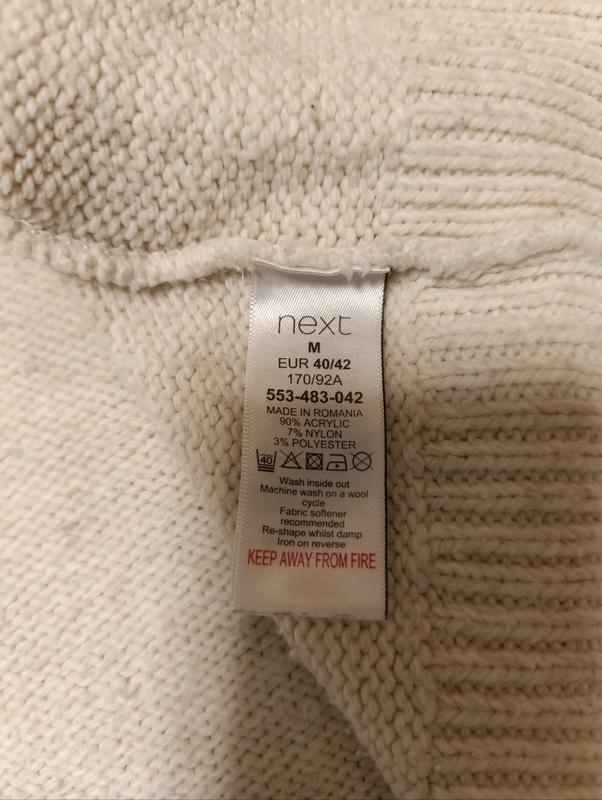 next
M
EUR 40/42
170/92A
553-483-042
MADE IN ROMANIA
90% ACRYLIC
7% NYLON
3% POLYESTER
40
Wash inside out
Machine wash on a wool
cycle
Fabric softener
recommended
Re-shape whilst damp
Iron on reverse
KEEP AWAY FROM FIRE